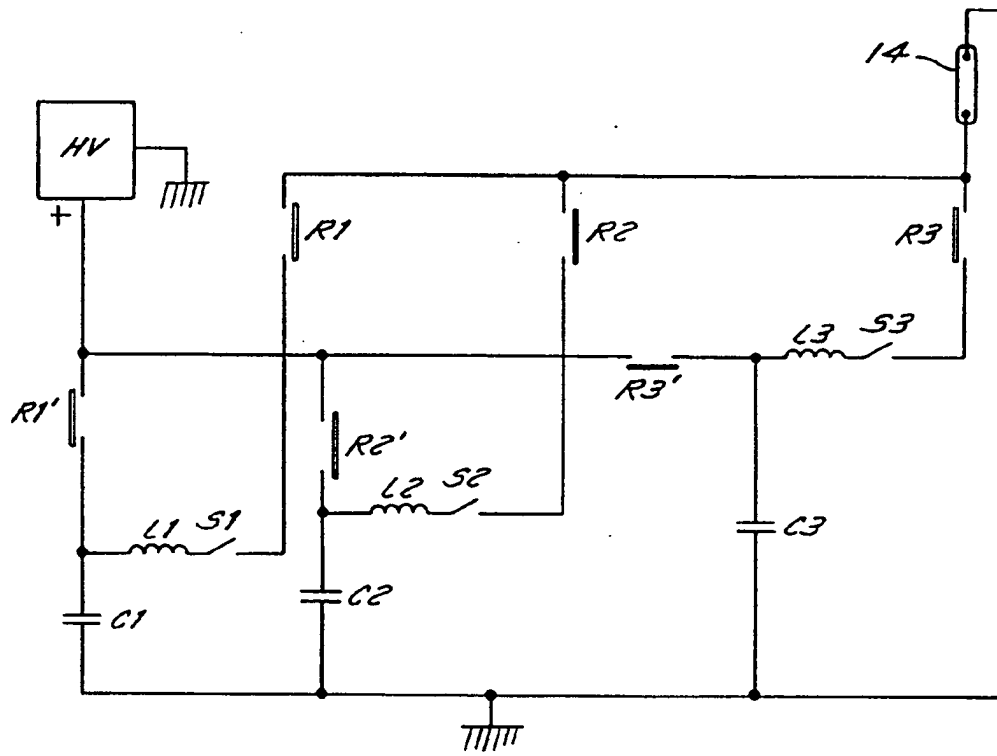 14
HV
+
R1
R2
R3
L3 S3
R1'
R3'
R2'
L2 S2
L1 S1
C3
C2
C1